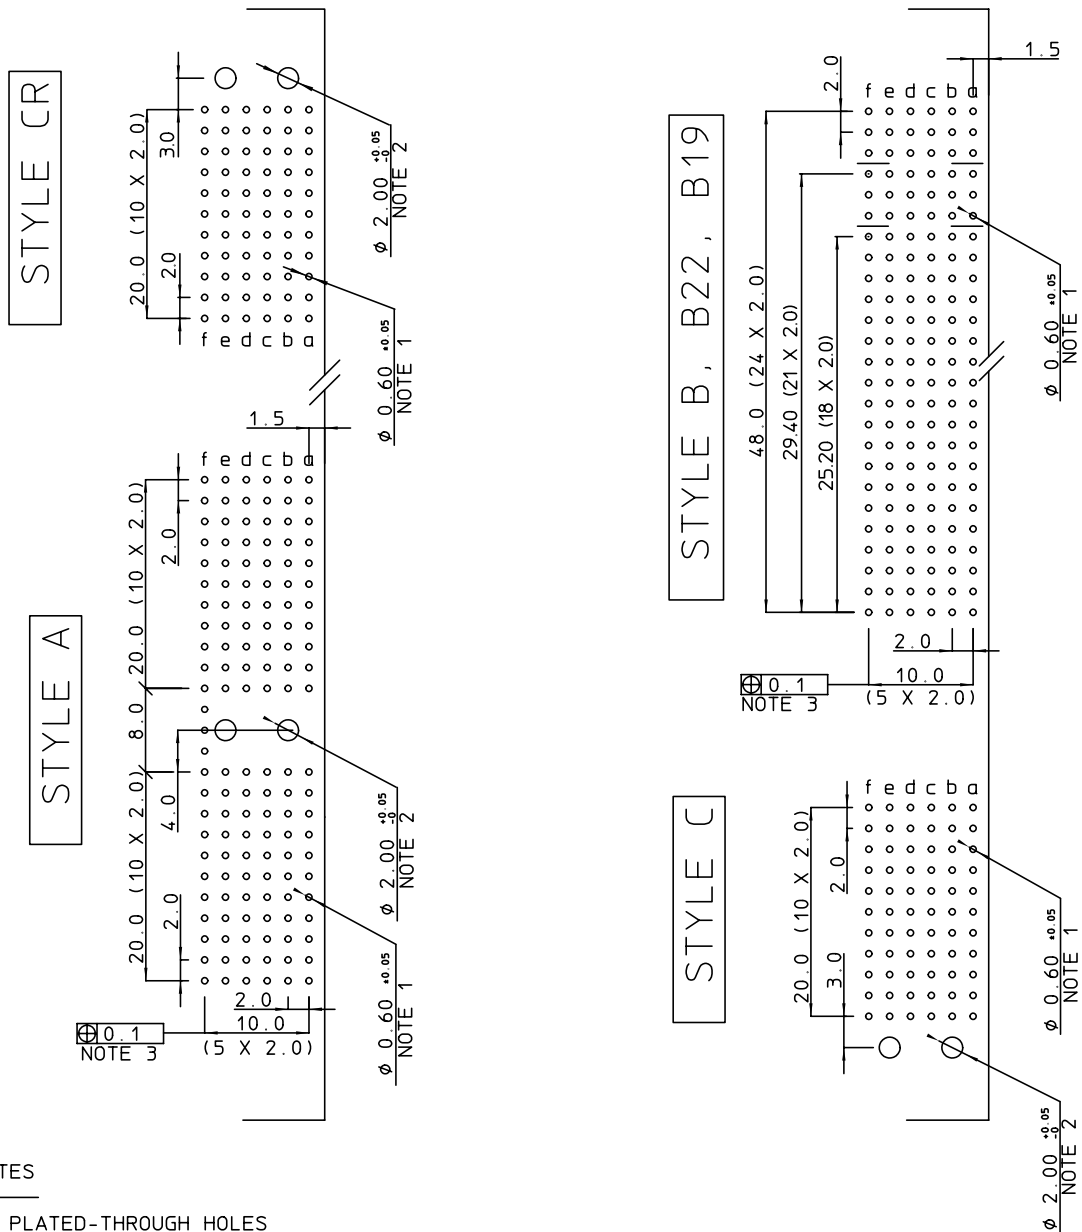 STYLE CR
20.0 (10 X 2.0)
3.0
2.0
f e d c b a
ϕ 2.00 +0.05 -0
NOTE 2
ϕ 0.60 ±0.05
NOTE 1
STYLE A
1.5
f e d c b a
20.0 (10 X 2.0)
2.0
8.0
4.0
20.0 (10 X 2.0)
2.0
ϕ 2.00 +0.05 -0
NOTE 2
ϕ 0.60 ±0.05
NOTE 1
2.0
10.0
(5 X 2.0)
⌖ 0.1
NOTE 3
STYLE B, B22, B19
1.5
2.0
f e d c b a
48.0 (24 X 2.0)
29.40 (21 X 2.0)
25.20 (18 X 2.0)
ϕ 0.60 ±0.05
NOTE 1
2.0
10.0
(5 X 2.0)
⌖ 0.1
NOTE 3
STYLE C
f e d c b a
20.0 (10 X 2.0)
2.0
3.0
ϕ 0.60 ±0.05
NOTE 1
ϕ 2.00 +0.05 -0
NOTE 2
TES
PLATED-THROUGH HOLES